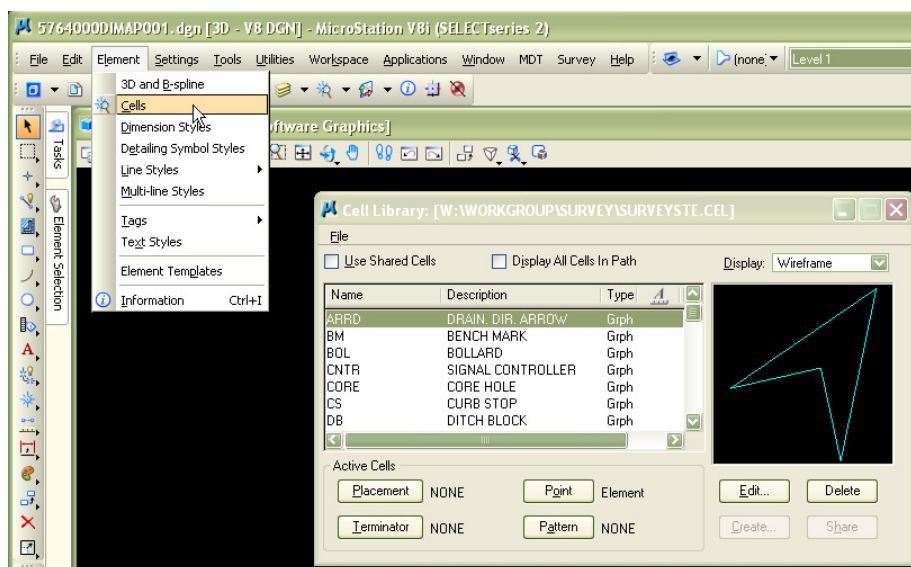 5764000DIMAP001.dgn [3D - V8 DGN] - MicroStation V8i (SELECTseries 2)
File Edit Element Settings Tools Utilities Workspace Applications Window MDT Survey Help (none) Level 1
3D and B-spline
Cells
Dimension Styles
Detailing Symbol Styles
Line Styles
Multi-line Styles
Tags
Text Styles
Element Templates
Information Ctrl+I
Tasks
Element Selection
ftware Graphics]
Cell Library: [W:\WORKGROUP\SURVEY\SURVEYSTE.CEL]
File
Use Shared Cells Display All Cells In Path Display: Wireframe
Name Description Type
ARRD DRAIN. DIR. ARROW Grph
BM BENCH MARK Grph
BOL BOLLARD Grph
CNTR SIGNAL CONTROLLER Grph
CORE CORE HOLE Grph
CS CURB STOP Grph
DB DITCH BLOCK Grph
Active Cells
Placement NONE Point Element Edit... Delete
Terminator NONE Pattern NONE Create... Share